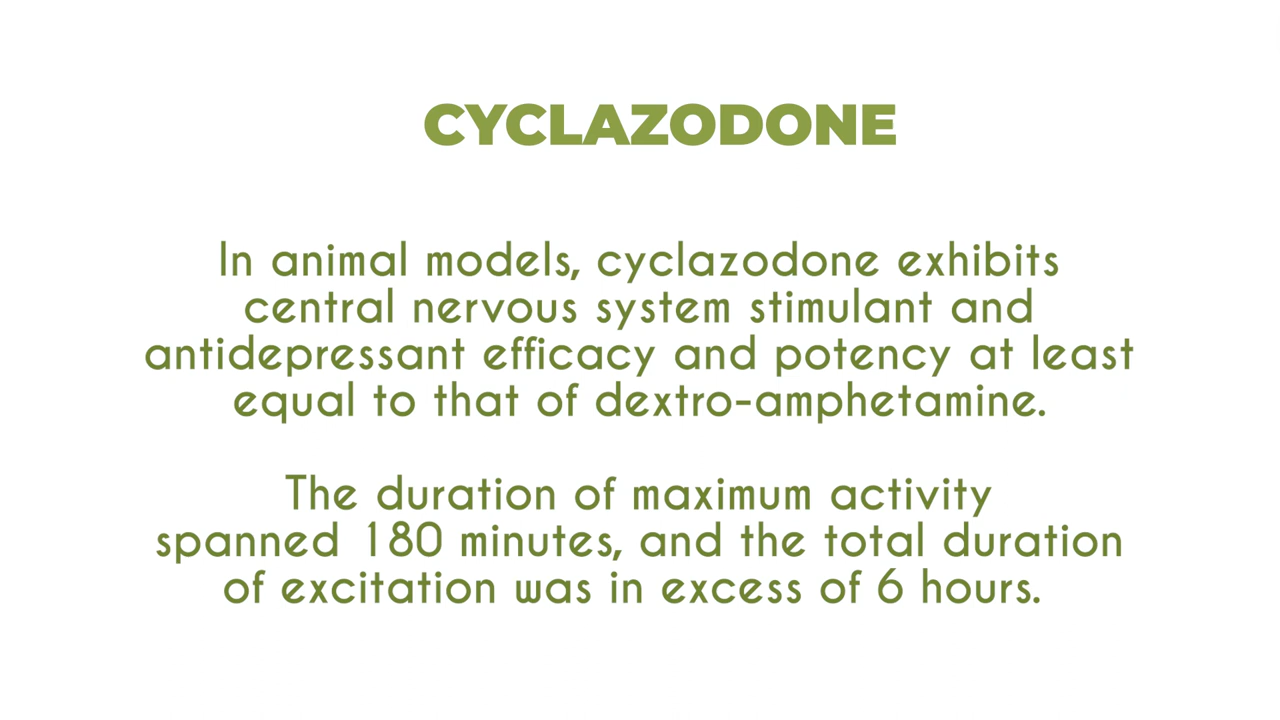 CYCLAZODONE
In animal models, cyclazodone exhibits
central nervous system stimulant and
antidepressant efficacy and potency at least
equal to that of dextro-amphetamine.
The duration of maximum activity
spanned 180 minutes, and the total duration
of excitation was in excess of 6 hours.